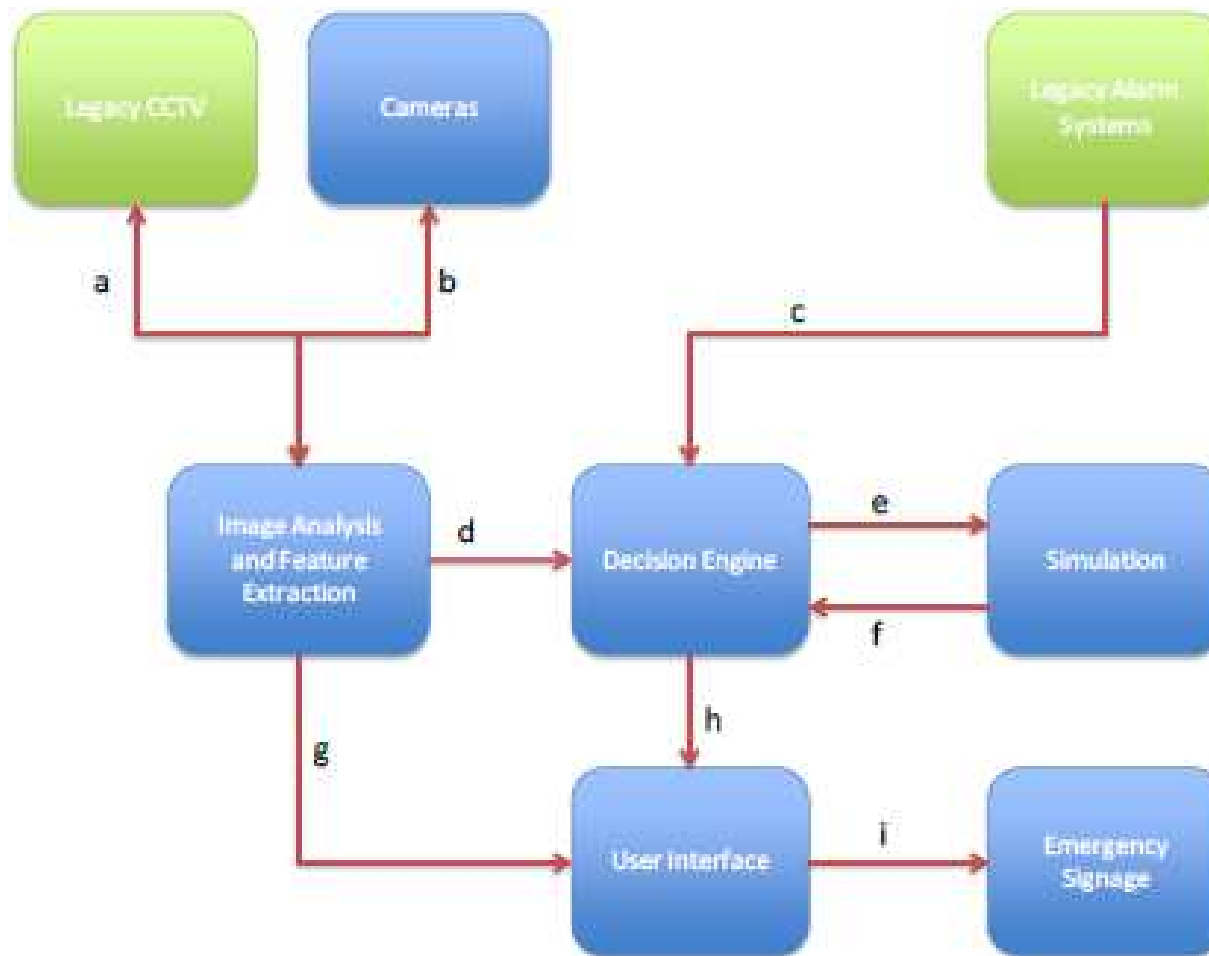 Legacy CCTV
Cameras
Legacy Alarm
Systems
a
b
c
Image Analysis
and Feature
Extraction
d
Decision Engine
e
f
Simulation
g
h
User Interface
i
Emergency
Signage